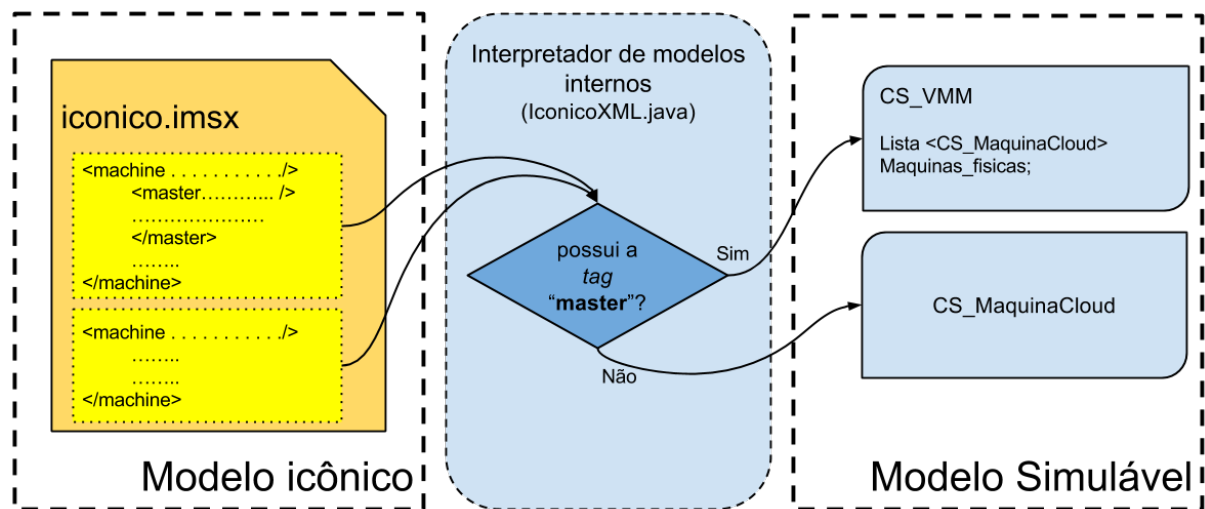 iconico.imsx
<machine . . . . . . . . . . ./>
<master……….... />
…………………
</master>
……..
</machine>
<machine . . . . . . . . . . ./>
……..
……..
</machine>
Modelo icônico
Interpretador de modelos
internos
(IconicoXML.java)
possui a
tag
“master”?
Sim
Não
CS_VMM
Lista <CS_MaquinaCloud>
Maquinas_fisicas;
CS_MaquinaCloud
Modelo Simulável